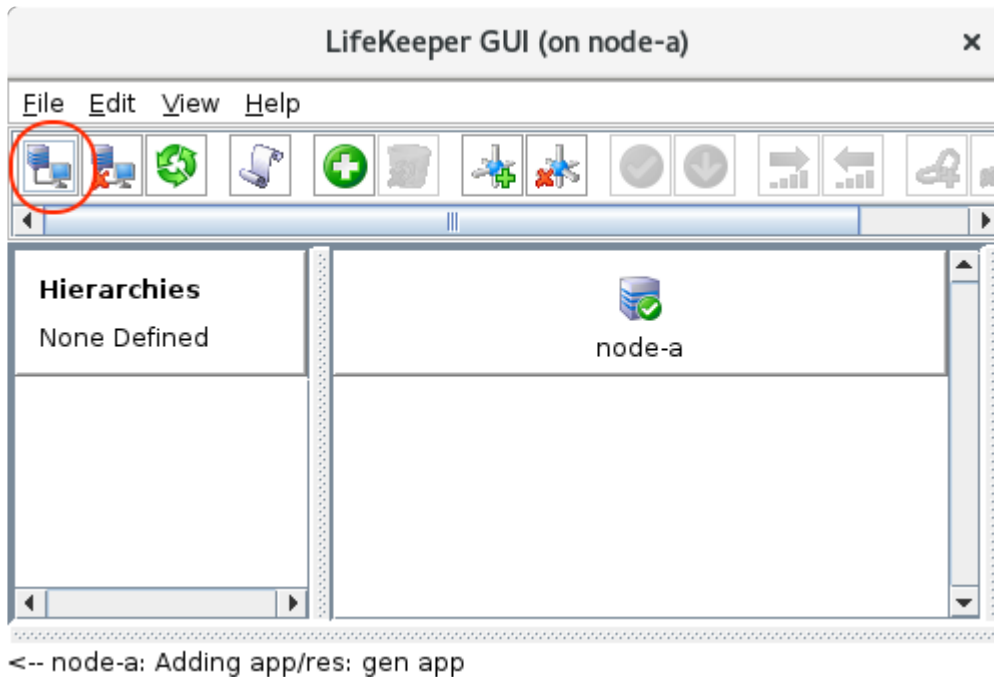 LifeKeeper GUI (on node-a)
File Edit View Help
Hierarchies
None Defined
node-a
<-- node-a: Adding app/res: gen app